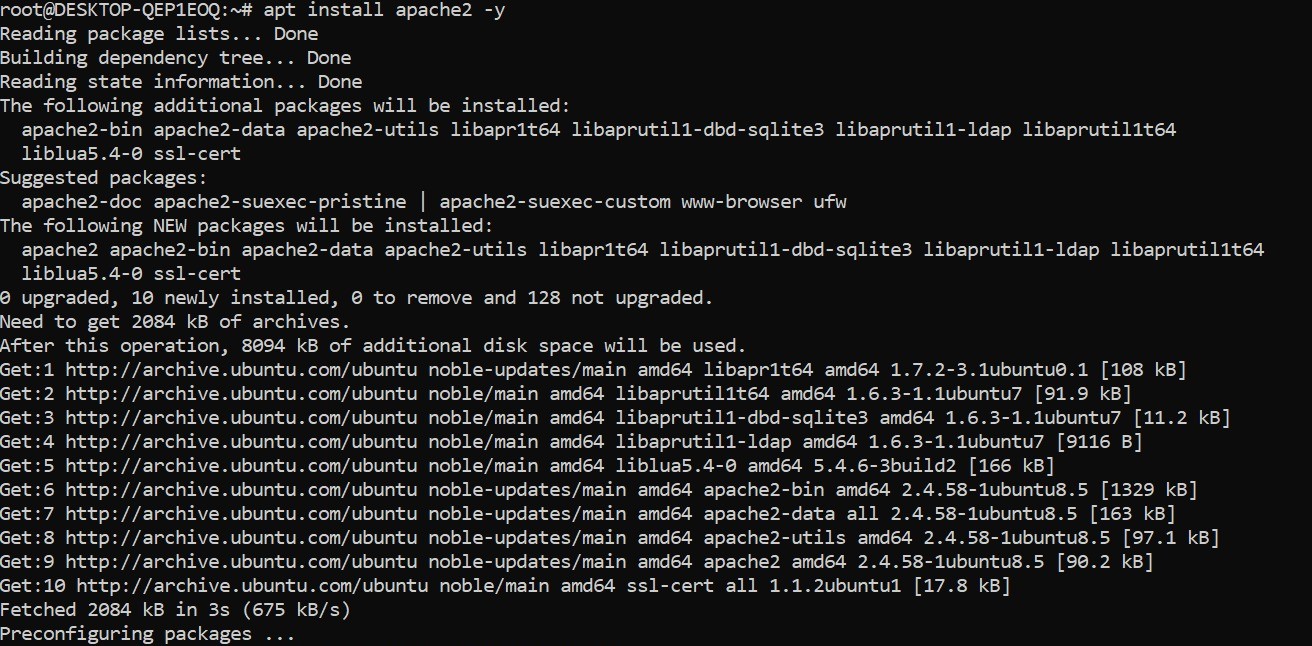 root@DESKTOP-QEP1EOQ:~# apt install apache2 -y
Reading package lists... Done
Building dependency tree... Done
Reading state information... Done
The following additional packages will be installed:
  apache2-bin apache2-data apache2-utils libapr1t64 libaprutil1-dbd-sqlite3 libaprutil1-ldap libaprutil1t64
  liblua5.4-0 ssl-cert
Suggested packages:
  apache2-doc apache2-suexec-pristine | apache2-suexec-custom www-browser ufw
The following NEW packages will be installed:
  apache2 apache2-bin apache2-data apache2-utils libapr1t64 libaprutil1-dbd-sqlite3 libaprutil1-ldap libaprutil1t64
  liblua5.4-0 ssl-cert
0 upgraded, 10 newly installed, 0 to remove and 128 not upgraded.
Need to get 2084 kB of archives.
After this operation, 8094 kB of additional disk space will be used.
Get:1 http://archive.ubuntu.com/ubuntu noble-updates/main amd64 libapr1t64 amd64 1.7.2-3.1ubuntu0.1 [108 kB]
Get:2 http://archive.ubuntu.com/ubuntu noble/main amd64 libaprutil1t64 amd64 1.6.3-1.1ubuntu7 [91.9 kB]
Get:3 http://archive.ubuntu.com/ubuntu noble/main amd64 libaprutil1-dbd-sqlite3 amd64 1.6.3-1.1ubuntu7 [11.2 kB]
Get:4 http://archive.ubuntu.com/ubuntu noble/main amd64 libaprutil1-ldap amd64 1.6.3-1.1ubuntu7 [9116 B]
Get:5 http://archive.ubuntu.com/ubuntu noble/main amd64 liblua5.4-0 amd64 5.4.6-3build2 [166 kB]
Get:6 http://archive.ubuntu.com/ubuntu noble-updates/main amd64 apache2-bin amd64 2.4.58-1ubuntu8.5 [1329 kB]
Get:7 http://archive.ubuntu.com/ubuntu noble-updates/main amd64 apache2-data all 2.4.58-1ubuntu8.5 [163 kB]
Get:8 http://archive.ubuntu.com/ubuntu noble-updates/main amd64 apache2-utils amd64 2.4.58-1ubuntu8.5 [97.1 kB]
Get:9 http://archive.ubuntu.com/ubuntu noble-updates/main amd64 apache2 amd64 2.4.58-1ubuntu8.5 [90.2 kB]
Get:10 http://archive.ubuntu.com/ubuntu noble/main amd64 ssl-cert all 1.1.2ubuntu1 [17.8 kB]
Fetched 2084 kB in 3s (675 kB/s)
Preconfiguring packages ...